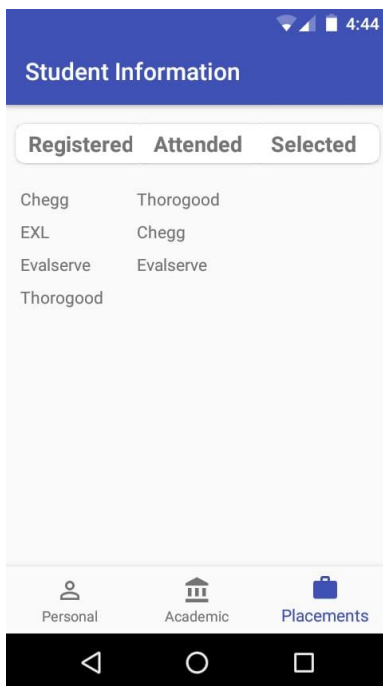 4:44
Student Information
Registered Attended Selected
Chegg Thorogood
EXL Chegg
Evalserve Evalserve
Thorogood
Personal Academic Placements